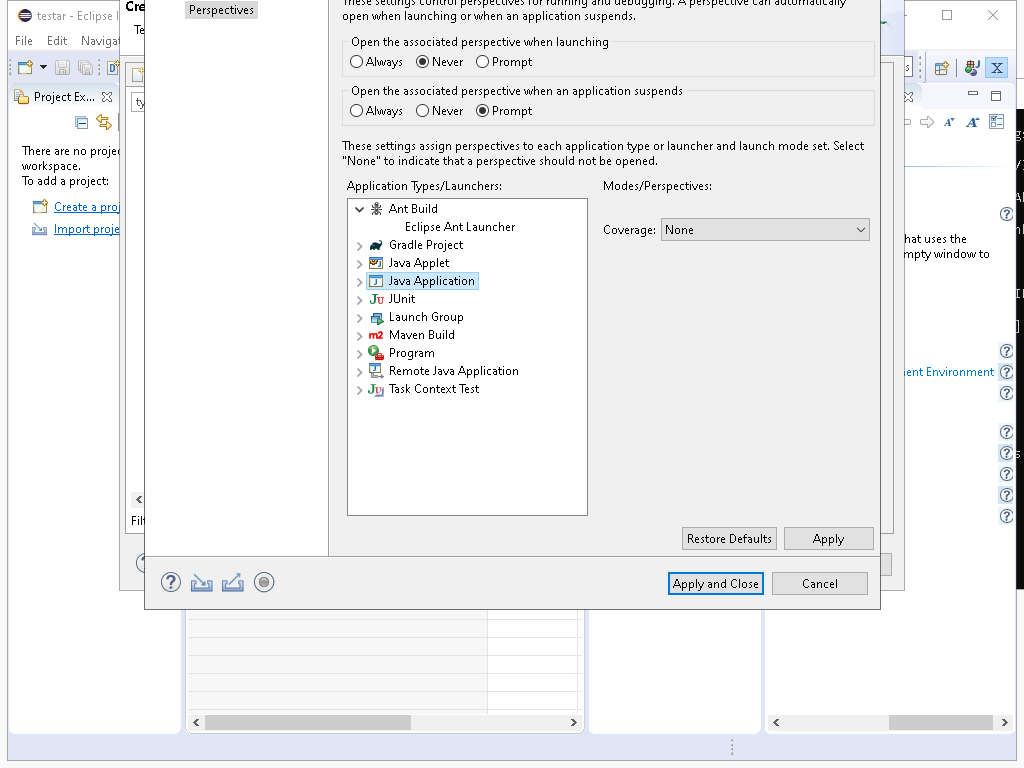 testar - Eclipse I
Cre
Te
File Edit Naviga
Project Ex...
ty
There are no proje
workspace.
To add a project:
Create a proj
Import proje
Filt
Perspectives
These settings control perspectives for running and debugging. A perspective can automatically
open when launching or when an application suspends.
Open the associated perspective when launching
Always Never Prompt
Open the associated perspective when an application suspends
Always Never Prompt
These settings assign perspectives to each application type or launcher and launch mode set. Select
"None" to indicate that a perspective should not be opened.
Application Types/Launchers: Modes/Perspectives:
Ant Build
Eclipse Ant Launcher
Coverage: None
Gradle Project
Java Applet
Java Application
JUnit
Launch Group
Maven Build
Program
Remote Java Application
Task Context Test
Restore Defaults Apply
Apply and Close Cancel
hat uses the
mpty window to
ent Environment